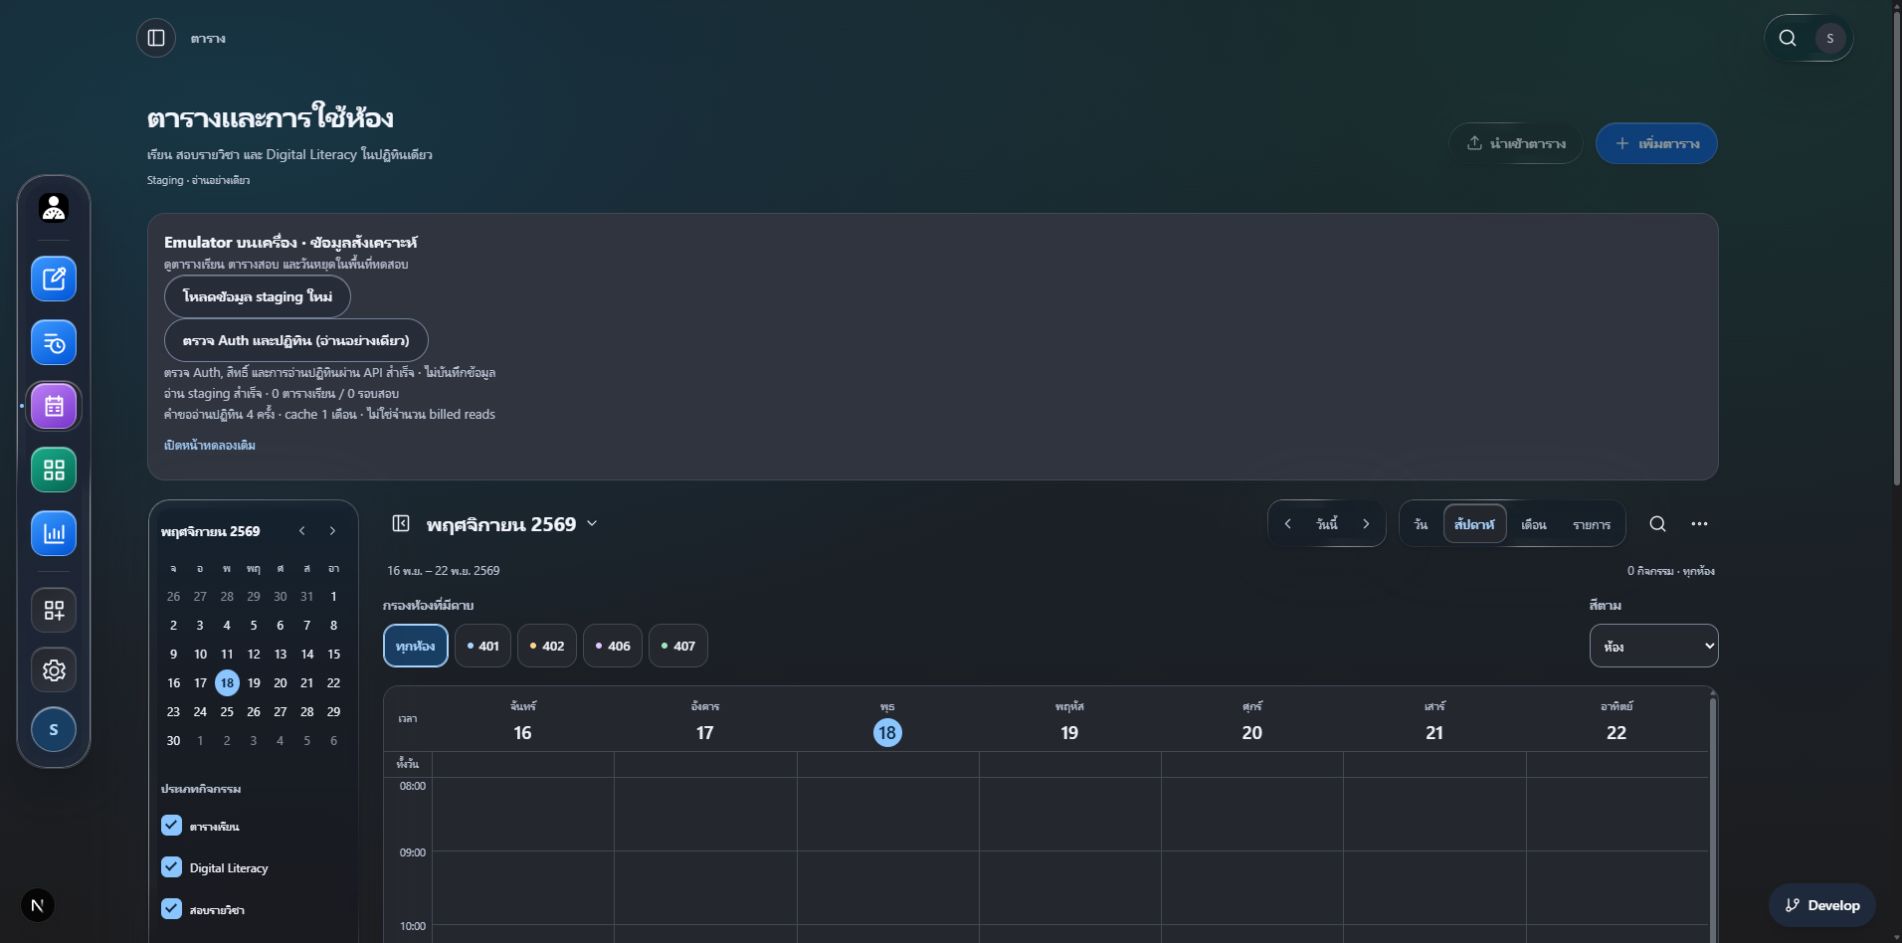 ตาราง
S
ตารางและการใช้ห้อง
เรียน สอบรายวิชา และ Digital Literacy ในปฏิทินเดียว
Staging · อ่านอย่างเดียว
นำเข้าตาราง
เพิ่มตาราง
Emulator บนเครื่อง · ข้อมูลสังเคราะห์
ดูตารางเรียน ตารางสอบ และวันหยุดในพื้นที่ทดสอบ
โหลดข้อมูล staging ใหม่
ตรวจ Auth และปฏิทิน (อ่านอย่างเดียว)
ตรวจ Auth, สิทธิ์ และการอ่านปฏิทินผ่าน API สำเร็จ · ไม่บันทึกข้อมูล
อ่าน staging สำเร็จ · 0 ตารางเรียน / 0 รอบสอบ
คำขออ่านปฏิทิน 4 ครั้ง · cache 1 เดือน · ไม่ใช่จำนวน billed reads
เปิดหน้าทดลองเดิม
S
N
พฤศจิกายน 2569
จ อ พ พฤ ศ ส อา
26 27 28 29 30 31 1
2 3 4 5 6 7 8
9 10 11 12 13 14 15
16 17 18 19 20 21 22
23 24 25 26 27 28 29
30 1 2 3 4 5 6
ประเภทกิจกรรม
ตารางเรียน
Digital Literacy
สอบรายวิชา
พฤศจิกายน 2569
วันนี้
วัน สัปดาห์ เดือน รายการ
16 พ.ย. – 22 พ.ย. 2569
0 กิจกรรม · ทุกห้อง
กรองห้องที่มีคาบ
สีตาม
ทุกห้อง 401 402 406 407
ห้อง
เวลา
จันทร์ อังคาร พุธ พฤหัส ศุกร์ เสาร์ อาทิตย์
16 17 18 19 20 21 22
ทั้งวัน
08:00
09:00
10:00
Develop